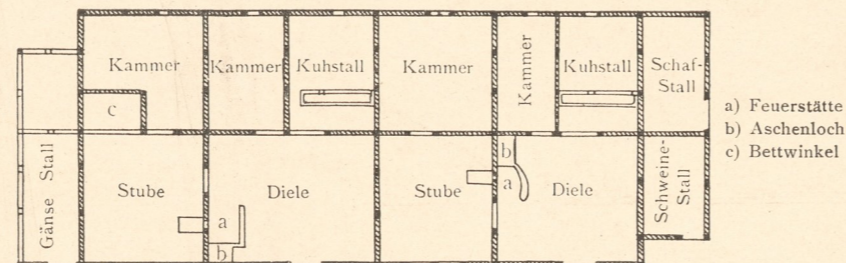 Kammer
Kammer
Kuhstall
Kammer
Kammer
Kuhstall
Schaf-
Stall
c
a) Feuerstätte
b) Aschenloch
c) Bettwinkel
Gänse Stall
Stube
Diele
a
b
Stube
b
a
Diele
Schweine-
Stall